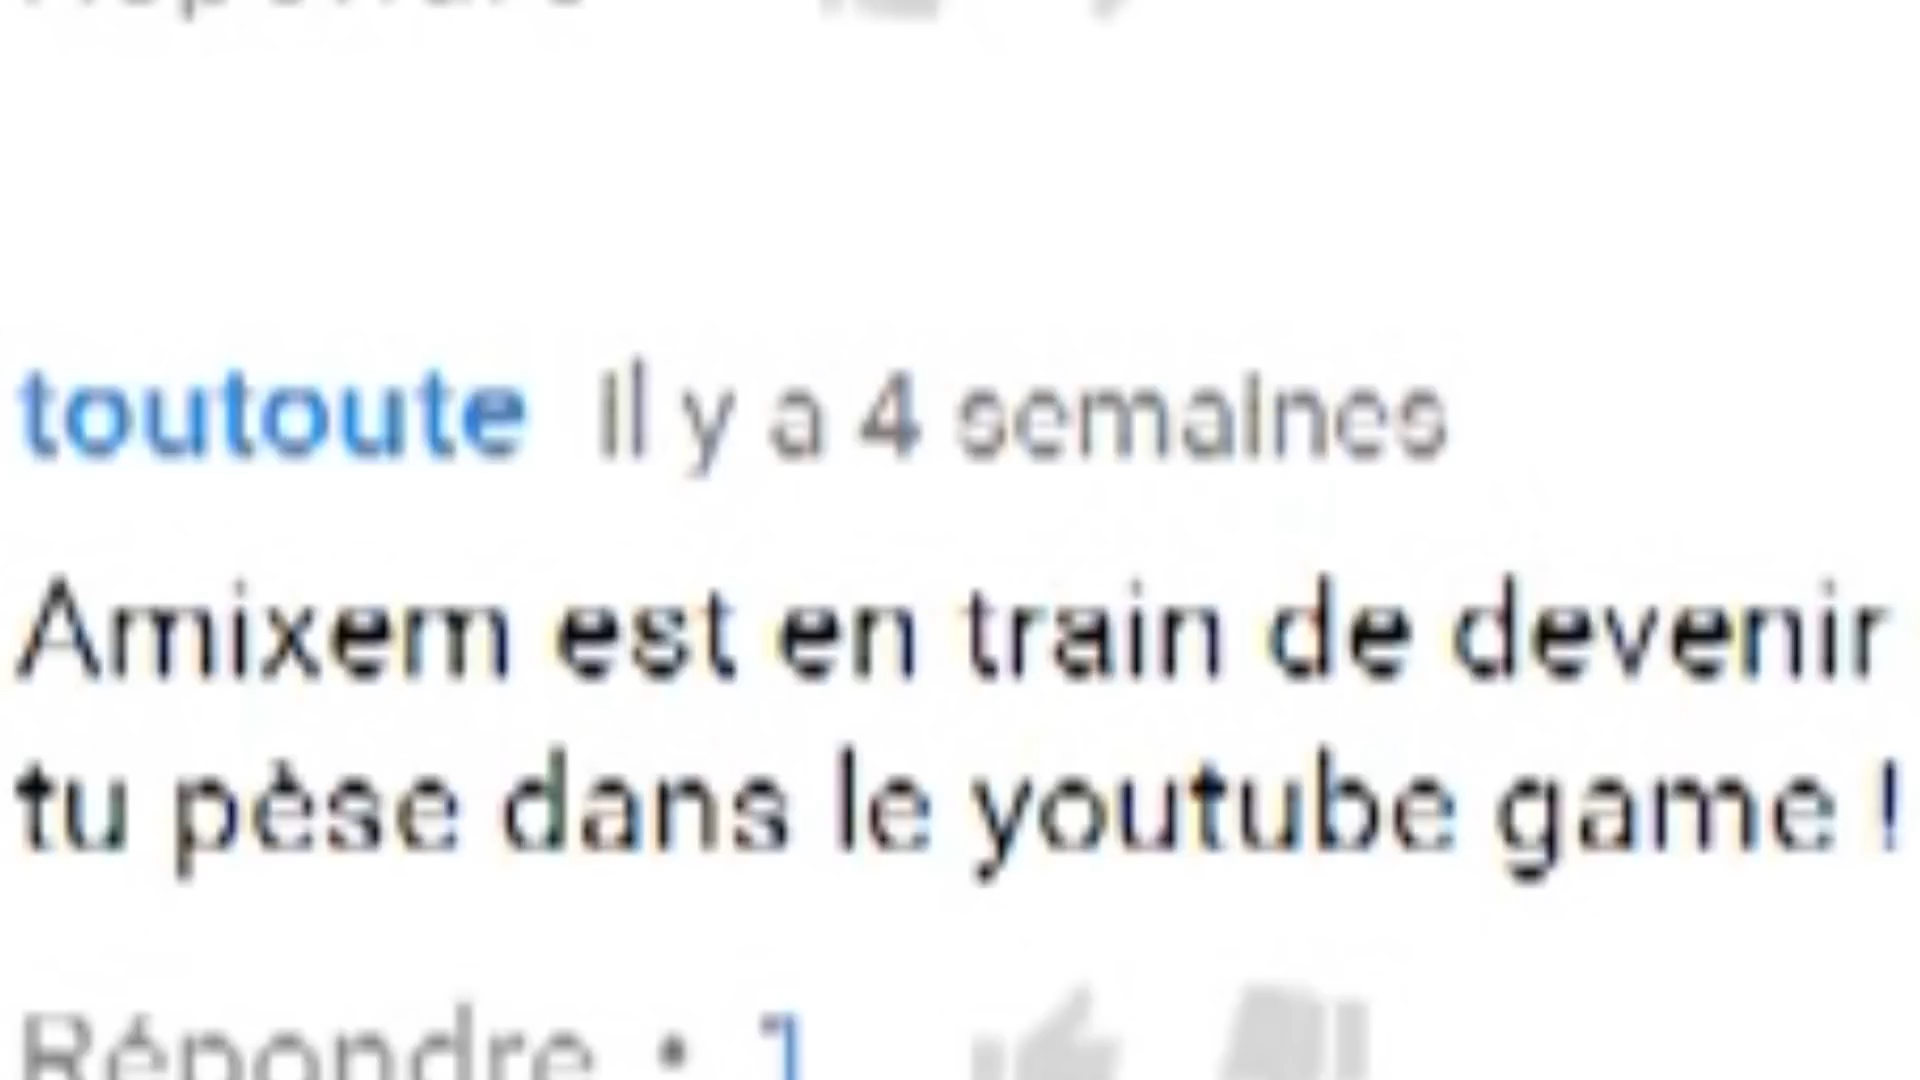 toutoute il y a 4 semaines
Amixem est en train de devenir
tu pèse dans le youtube game !
Répondre • 1